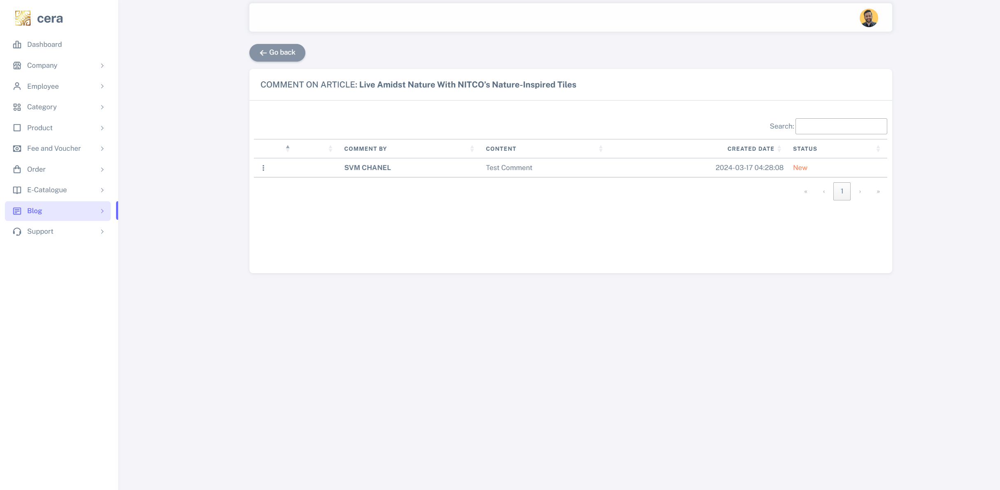 cera
Dashboard
Company
Employee
Category
Product
Fee and Voucher
Order
E-Catalogue
Blog
Support
Go back
COMMENT ON ARTICLE: Live Amidst Nature With NITCO’s Nature-Inspired Tiles
Search:
COMMENT BY CONTENT CREATED DATE STATUS
SVM CHANEL Test Comment 2024-03-17 04:28:08 New
« ‹ 1 › »